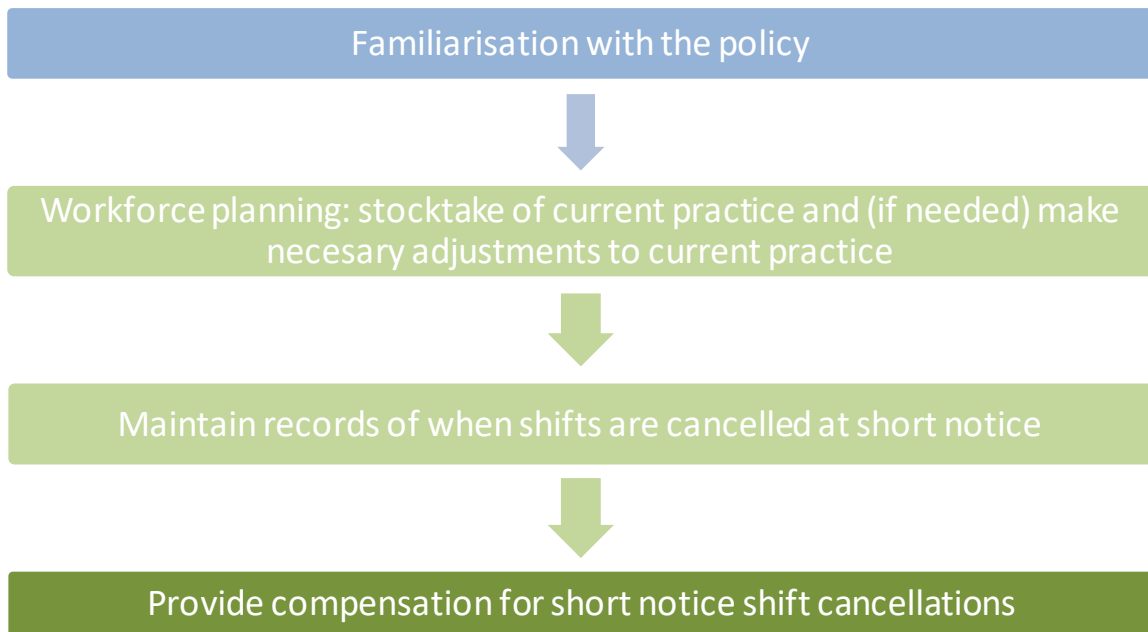 Familiarisation with the policy
Workforce planning: stocktake of current practice and (if needed) make
necesary adjustments to current practice
Maintain records of when shifts are cancelled at short notice
Provide compensation for short notice shift cancellations